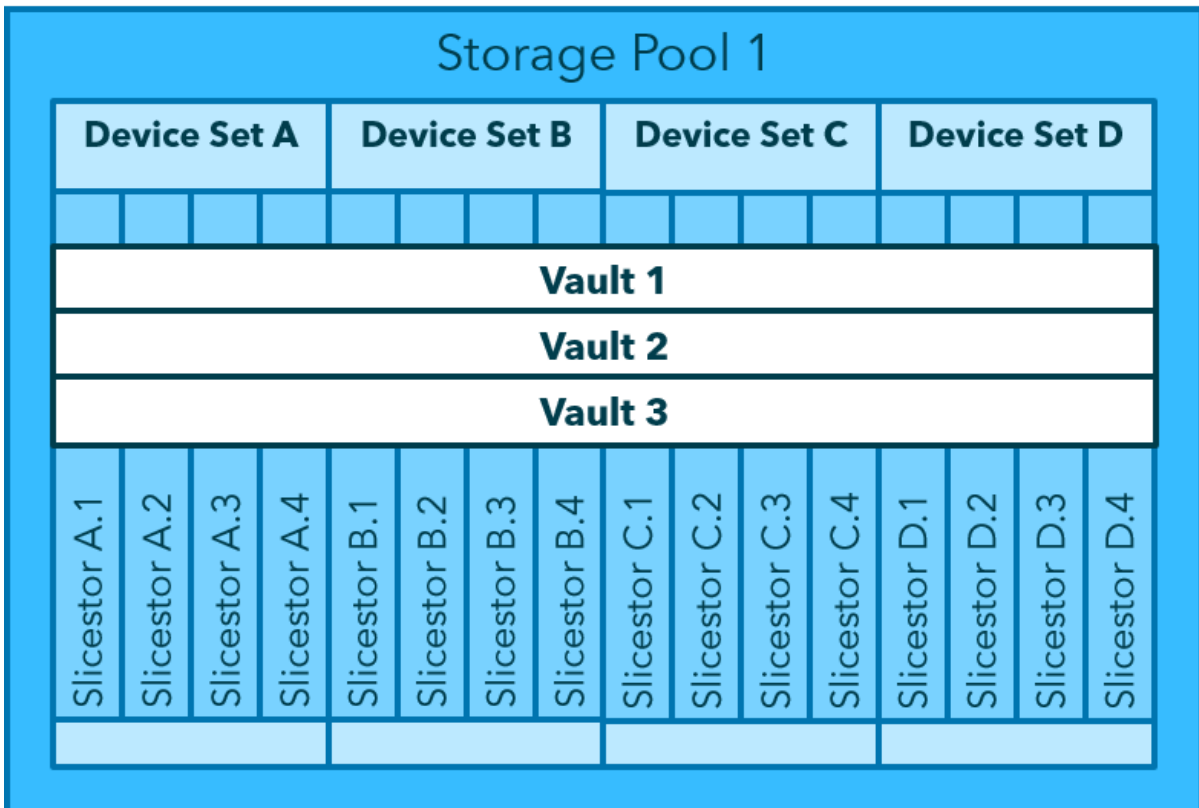 Storage Pool 1
Device Set A
Device Set B
Device Set C
Device Set D
Vault 1
Vault 2
Vault 3
Slicestor A.1
Slicestor A.2
Slicestor A.3
Slicestor A.4
Slicestor B.1
Slicestor B.2
Slicestor B.3
Slicestor B.4
Slicestor C.1
Slicestor C.2
Slicestor C.3
Slicestor C.4
Slicestor D.1
Slicestor D.2
Slicestor D.3
Slicestor D.4